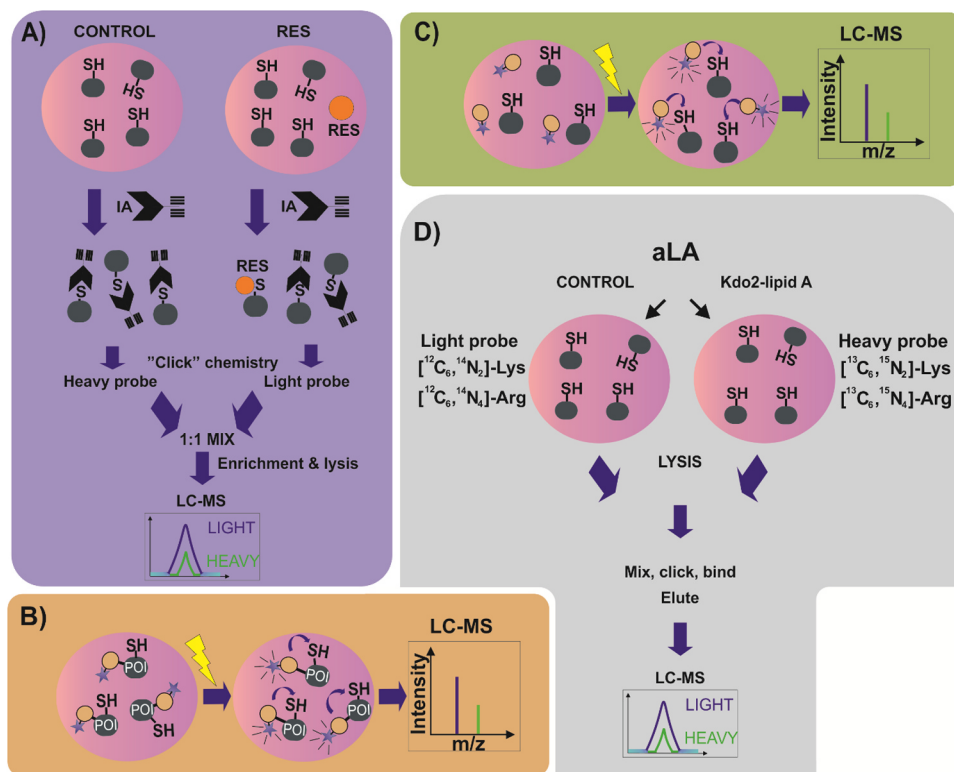 A)
CONTROL
RES
SH
HS
SH
SH
SH
HS
SH
SH
RES
IA
IA
S
S
S
RES
S
S
S
S
"Click" chemistry
Heavy probe
Light probe
1:1 MIX
Enrichment & lysis
LC-MS
LIGHT
HEAVY
B)
SH
POI
SH
POI
POI
SH
SH
POI
SH
POI
SH
POI
LC-MS
Intensity
m/z
C)
SH
SH
SH
SH
SH
SH
LC-MS
Intensity
m/z
D)
aLA
CONTROL
Kdo2-lipid A
Light probe
[¹²C₆,¹⁴N₂]-Lys
[¹²C₆,¹⁴N₄]-Arg
SH
HS
SH
SH
SH
HS
SH
SH
Heavy probe
[¹³C₆,¹⁵N₂]-Lys
[¹³C₆,¹⁵N₄]-Arg
LYSIS
Mix, click, bind
Elute
LC-MS
LIGHT
HEAVY